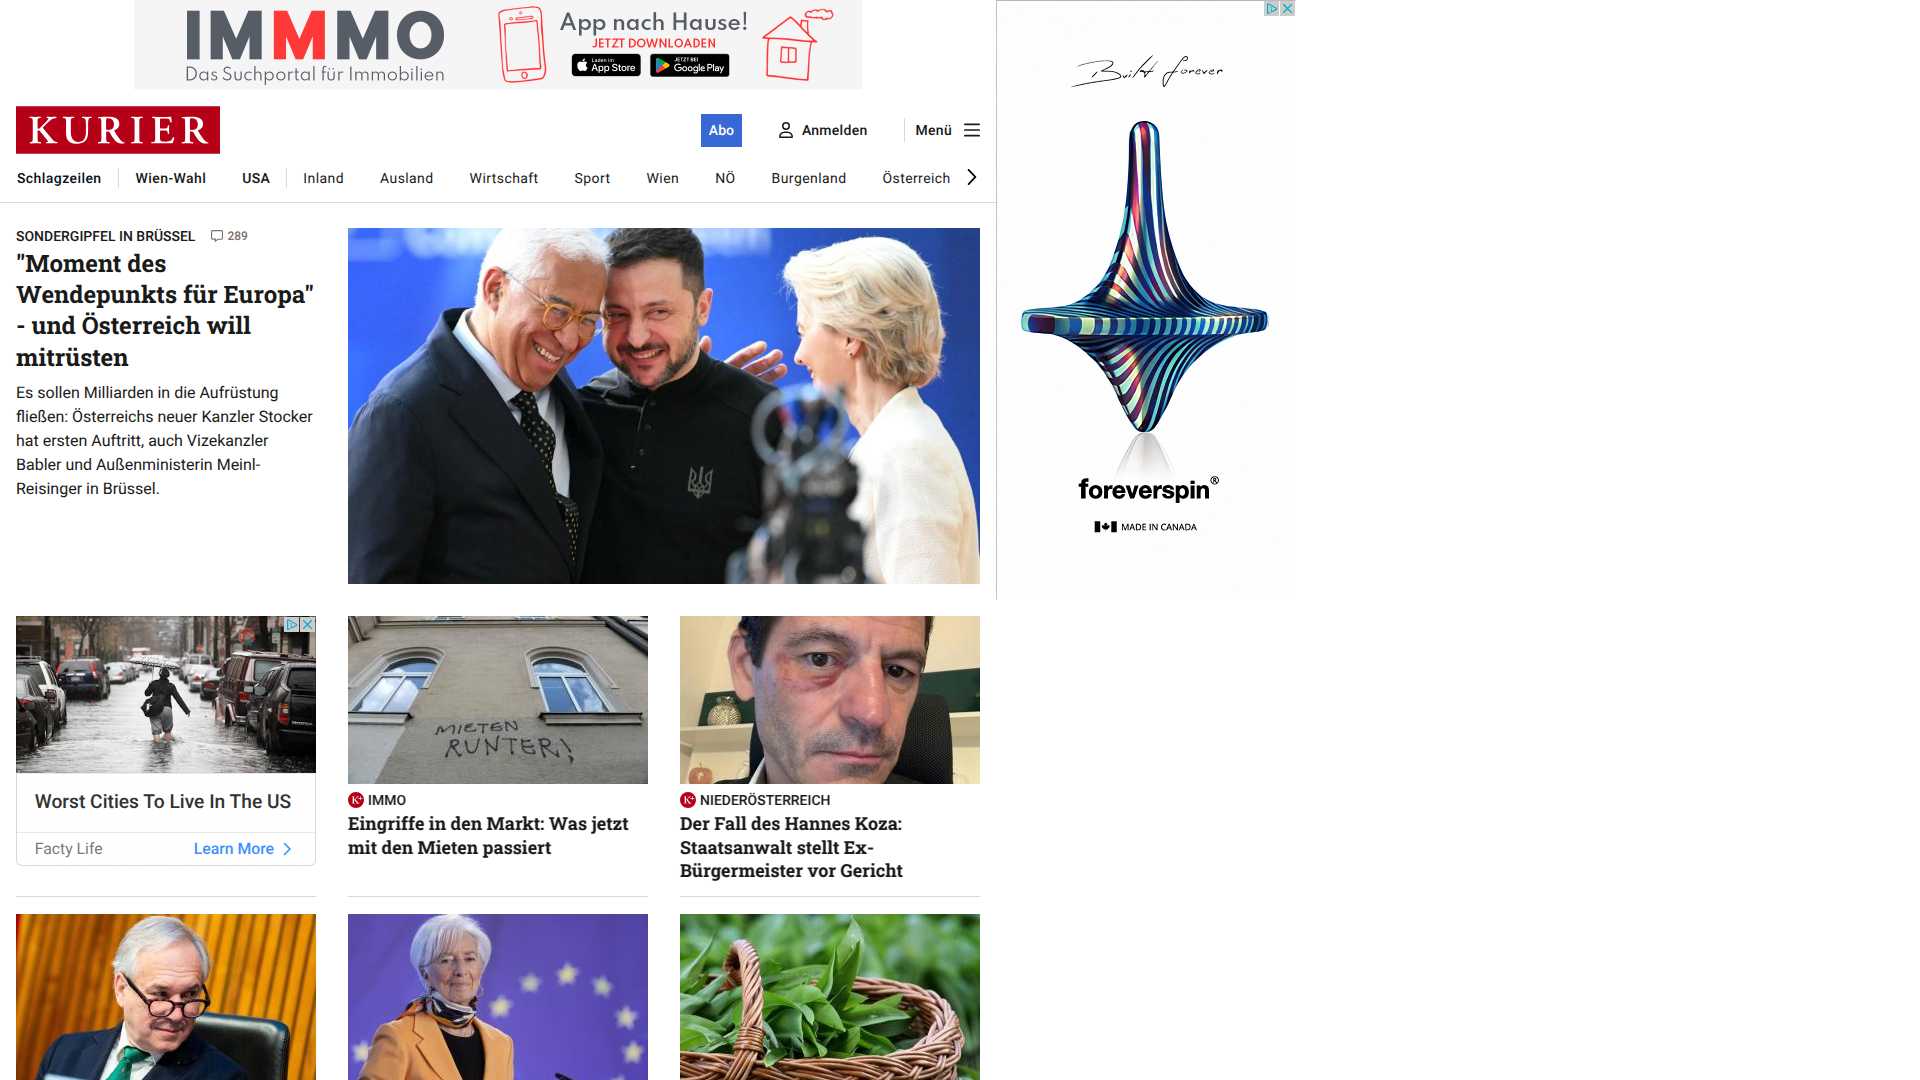 IMMMO
Das Suchportal für Immobilien
App nach Hause!
JETZT DOWNLOADEN
Laden im
App Store
JETZT BEI
Google Play
KURIER
Abo
Anmelden
Menü
Schlagzeilen
Wien-Wahl
USA
Inland
Ausland
Wirtschaft
Sport
Wien
NÖ
Burgenland
Österreich
SONDERGIPFEL IN BRÜSSEL 289
"Moment des
Wendepunkts für Europa"
- und Österreich will
mitrüsten
Es sollen Milliarden in die Aufrüstung
fließen: Österreichs neuer Kanzler Stocker
hat ersten Auftritt, auch Vizekanzler
Babler und Außenministerin Meinl-
Reisinger in Brüssel.
Built forever
foreverspin®
MADE IN CANADA
Worst Cities To Live In The US
Facty Life
Learn More
MIETEN
RUNTER!
K+ IMMO
Eingriffe in den Markt: Was jetzt
mit den Mieten passiert
K+ NIEDERÖSTERREICH
Der Fall des Hannes Koza:
Staatsanwalt stellt Ex-
Bürgermeister vor Gericht